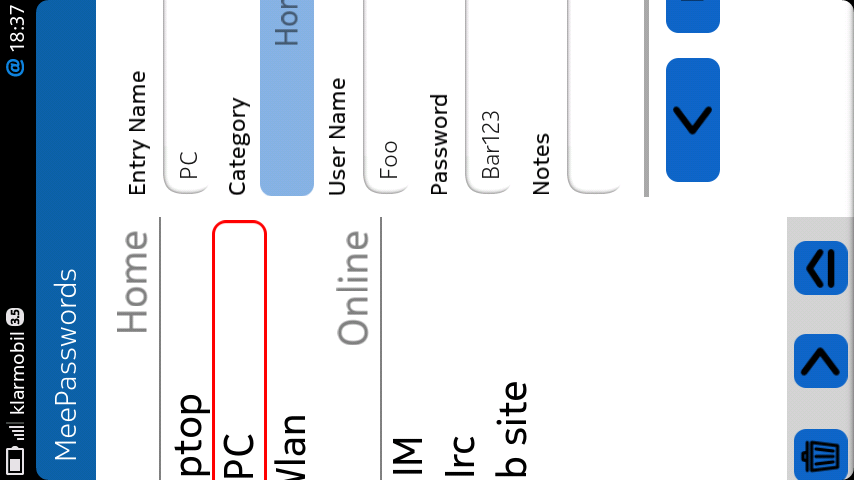 klarmobil 3.5 @ 18:37
MeePasswords
Home
ptop
PC
Wlan
Online
IM
Irc
b site
Entry Name
PC
Category
Hor
User Name
Foo
Password
Bar123
Notes